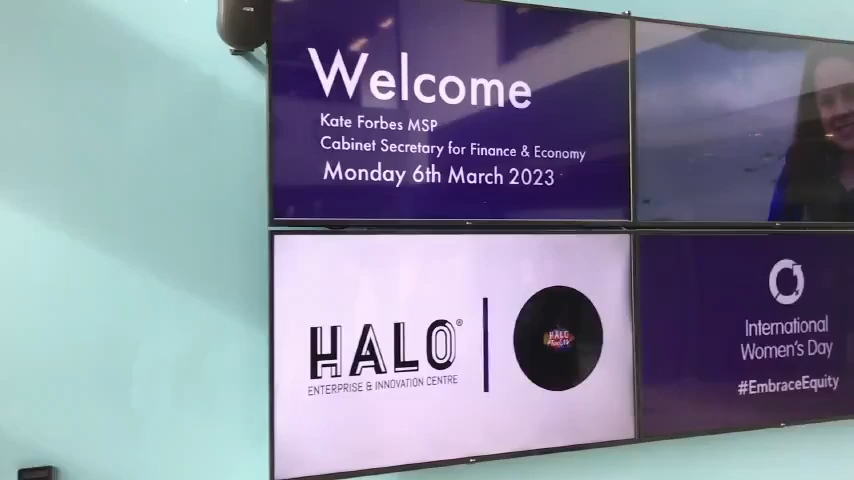 Welcome
Kate Forbes MSP
Cabinet Secretary for Finance & Economy
Monday 6th March 2023
HALO®
ENTERPRISE & INNOVATION CENTRE
HALO
International
Women's Day
#EmbraceEquity